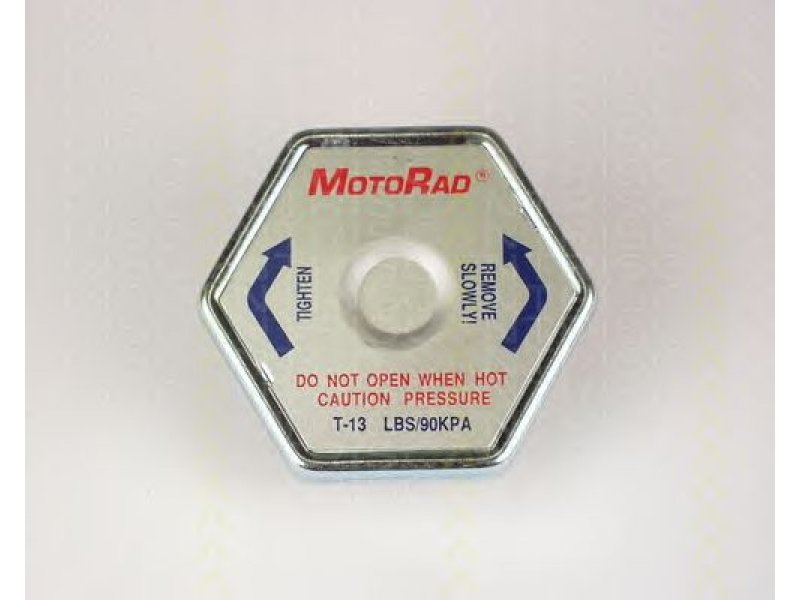 MOTORAD®
TIGHTEN
REMOVE
SLOWLY!
DO NOT OPEN WHEN HOT
CAUTION PRESSURE
T-13 LBS/90KPA